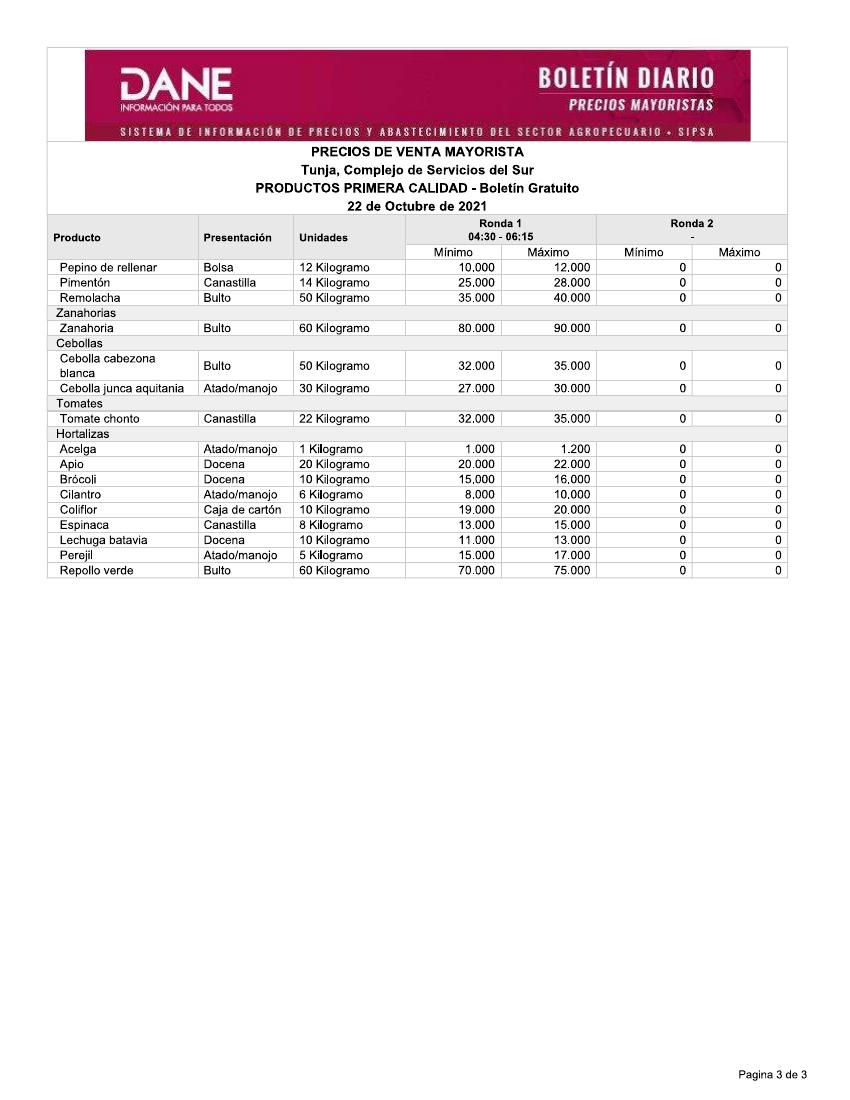 DANE
INFORMACIÓN PARA TODOS
BOLETÍN DIARIO
PRECIOS MAYORISTAS
SISTEMA DE INFORMACIÓN DE PRECIOS Y ABASTECIMIENTO DEL SECTOR AGROPECUARIO • SIPSA
PRECIOS DE VENTA MAYORISTA
Tunja, Complejo de Servicios del Sur
PRODUCTOS PRIMERA CALIDAD - Boletín Gratuito
22 de Octubre de 2021
Producto Presentación Unidades Ronda 1 Ronda 2
04:30 - 06:15 -
Mínimo Máximo Mínimo Máximo
Pepino de rellenar Bolsa 12 Kilogramo 10.000 12.000 0 0
Pimentón Canastilla 14 Kilogramo 25.000 28.000 0 0
Remolacha Bulto 50 Kilogramo 35.000 40.000 0 0
Zanahorias
Zanahoria Bulto 60 Kilogramo 80.000 90.000 0 0
Cebollas
Cebolla cabezona
blanca Bulto 50 Kilogramo 32.000 35.000 0 0
Cebolla junca aquitania Atado/manojo 30 Kilogramo 27.000 30.000 0 0
Tomates
Tomate chonto Canastilla 22 Kilogramo 32.000 35.000 0 0
Hortalizas
Acelga Atado/manojo 1 Kilogramo 1.000 1.200 0 0
Apio Docena 20 Kilogramo 20.000 22.000 0 0
Brócoli Docena 10 Kilogramo 15,000 16,000 0 0
Cilantro Atado/manojo 6 Kilogramo 8,000 10,000 0 0
Coliflor Caja de cartón 10 Kilogramo 19.000 20.000 0 0
Espinaca Canastilla 8 Kilogramo 13.000 15.000 0 0
Lechuga batavia Docena 10 Kilogramo 11.000 13.000 0 0
Perejil Atado/manojo 5 Kilogramo 15.000 17.000 0 0
Repollo verde Bulto 60 Kilogramo 70.000 75.000 0 0
Pagina 3 de 3